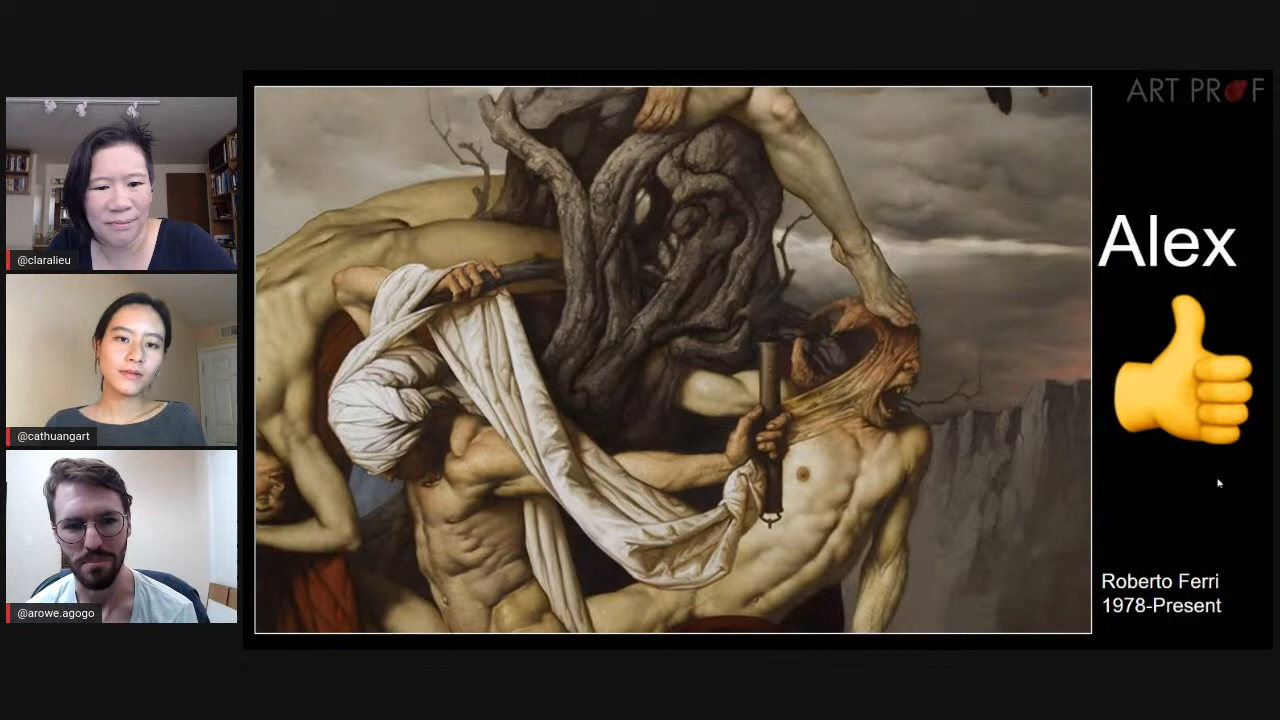 @claralieu
@cathuangart
@arowe.agogo
ART PROF
Alex
Roberto Ferri
1978-Present